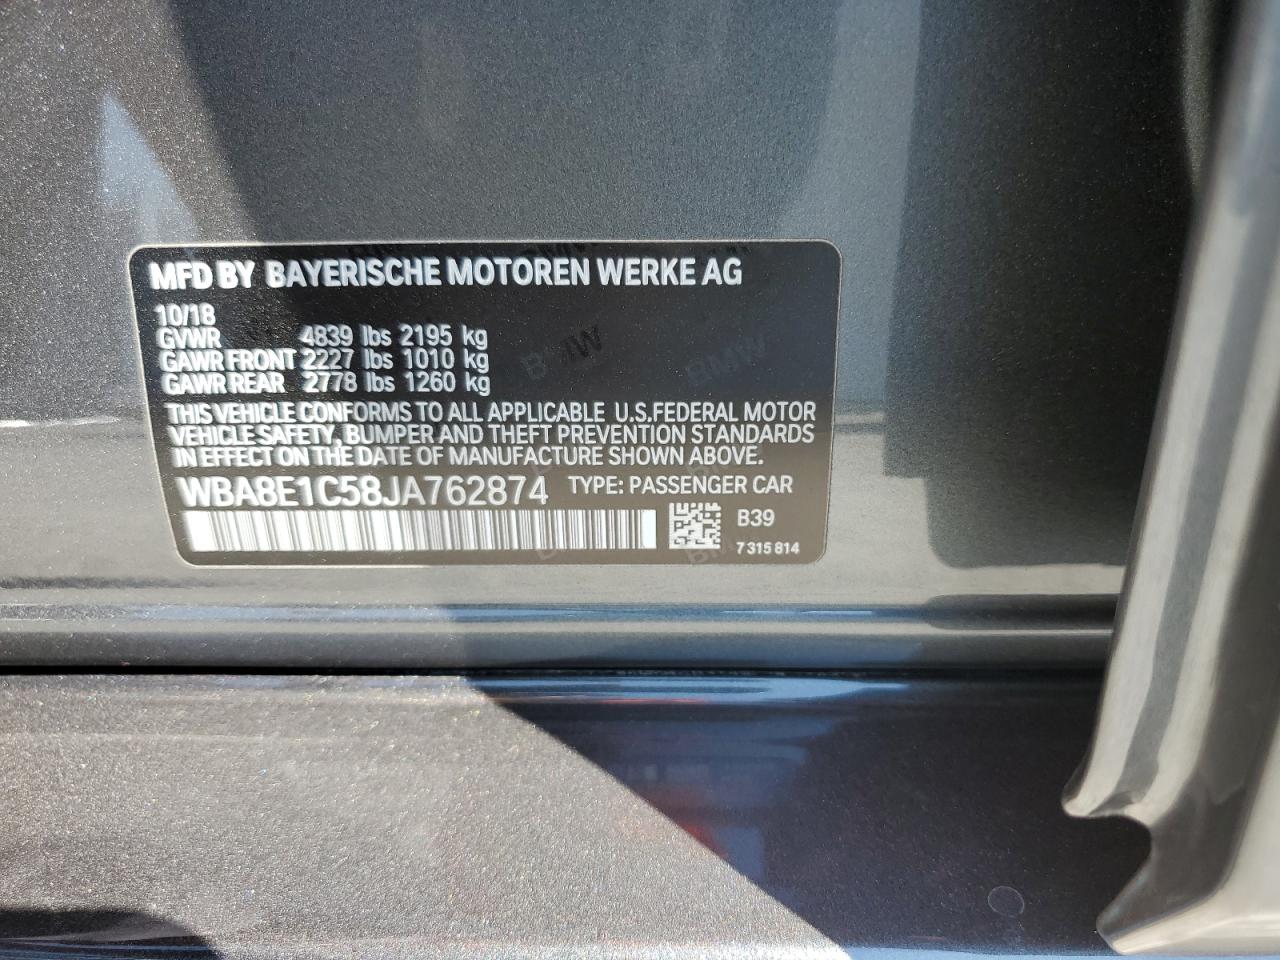 MFD BY BAYERISCHE MOTOREN WERKE AG
10/18
GVWR 4839 lbs 2195 kg
GAWR FRONT 2227 lbs 1010 kg
GAWR REAR 2778 lbs 1260 kg
THIS VEHICLE CONFORMS TO ALL APPLICABLE U.S.FEDERAL MOTOR
VEHICLE SAFETY, BUMPER AND THEFT PREVENTION STANDARDS
IN EFFECT ON THE DATE OF MANUFACTURE SHOWN ABOVE.
WBA8E1C58JA762874 TYPE: PASSENGER CAR
B39
7 315 814
BMW
BMW
BMW